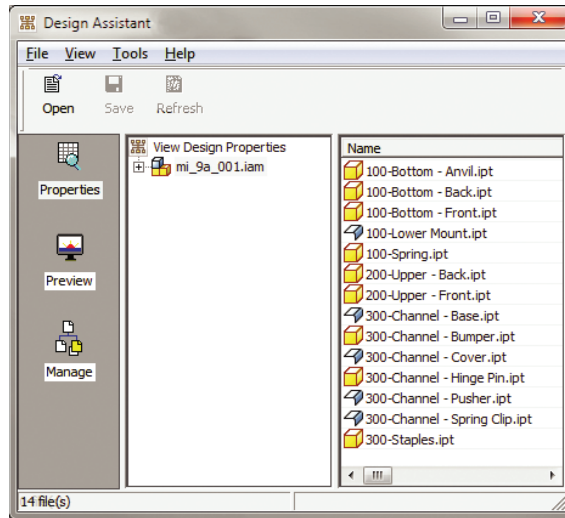 Design Assistant
File View Tools Help
Open Save Refresh
Properties
Preview
Manage
View Design Properties
mi_9a_001.iam
Name
100-Bottom - Anvil.ipt
100-Bottom - Back.ipt
100-Bottom - Front.ipt
100-Lower Mount.ipt
100-Spring.ipt
200-Upper - Back.ipt
200-Upper - Front.ipt
300-Channel - Base.ipt
300-Channel - Bumper.ipt
300-Channel - Cover.ipt
300-Channel - Hinge Pin.ipt
300-Channel - Pusher.ipt
300-Channel - Spring Clip.ipt
300-Staples.ipt
14 file(s)